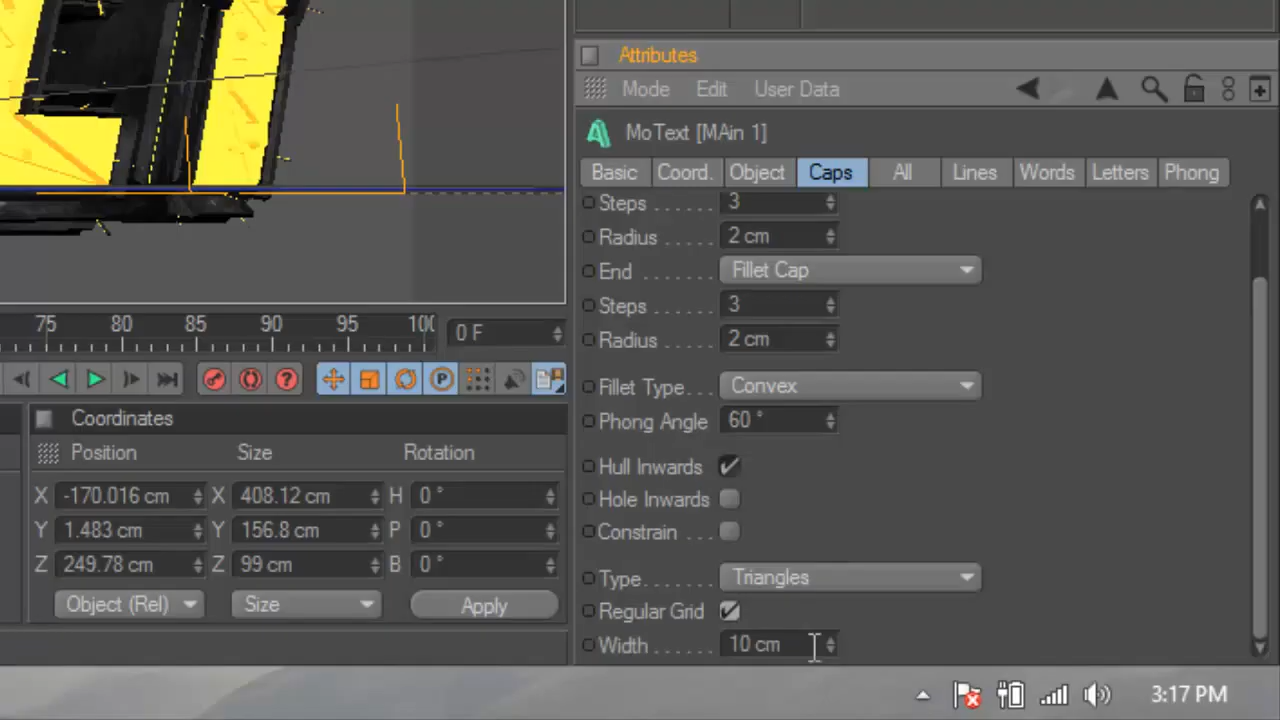 Attributes
Mode Edit User Data
MoText [MAin 1]
Basic Coord. Object Caps All Lines Words Letters Phong
Steps . . . . . . 3
Radius . . . . . 2 cm
End . . . . . . . Fillet Cap
Steps . . . . . . 3
Radius . . . . . 2 cm
Fillet Type . . . Convex
Phong Angle 60 °
Hull Inwards
Hole Inwards
Constrain . . .
Type . . . . . . . Triangles
Regular Grid
Width . . . . . . 10 cm
75 80 85 90 95 100 0 F
Coordinates
Position Size Rotation
X -170.016 cm X 408.12 cm H 0 °
Y 1.483 cm Y 156.8 cm P 0 °
Z 249.78 cm Z 99 cm B 0 °
Object (Rel) Size Apply
3:17 PM